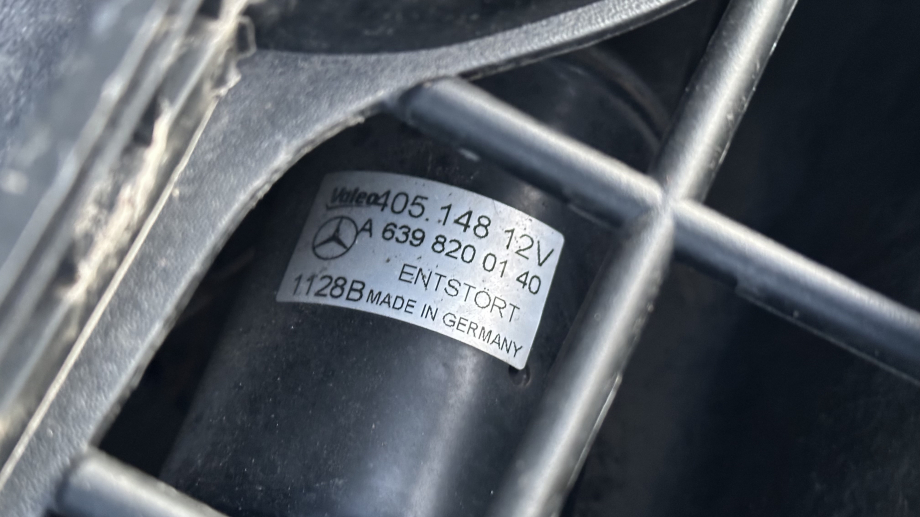 Valeo 405.148 12V
A 639 820 01 40
ENTSTÖRT
1128B MADE IN GERMANY